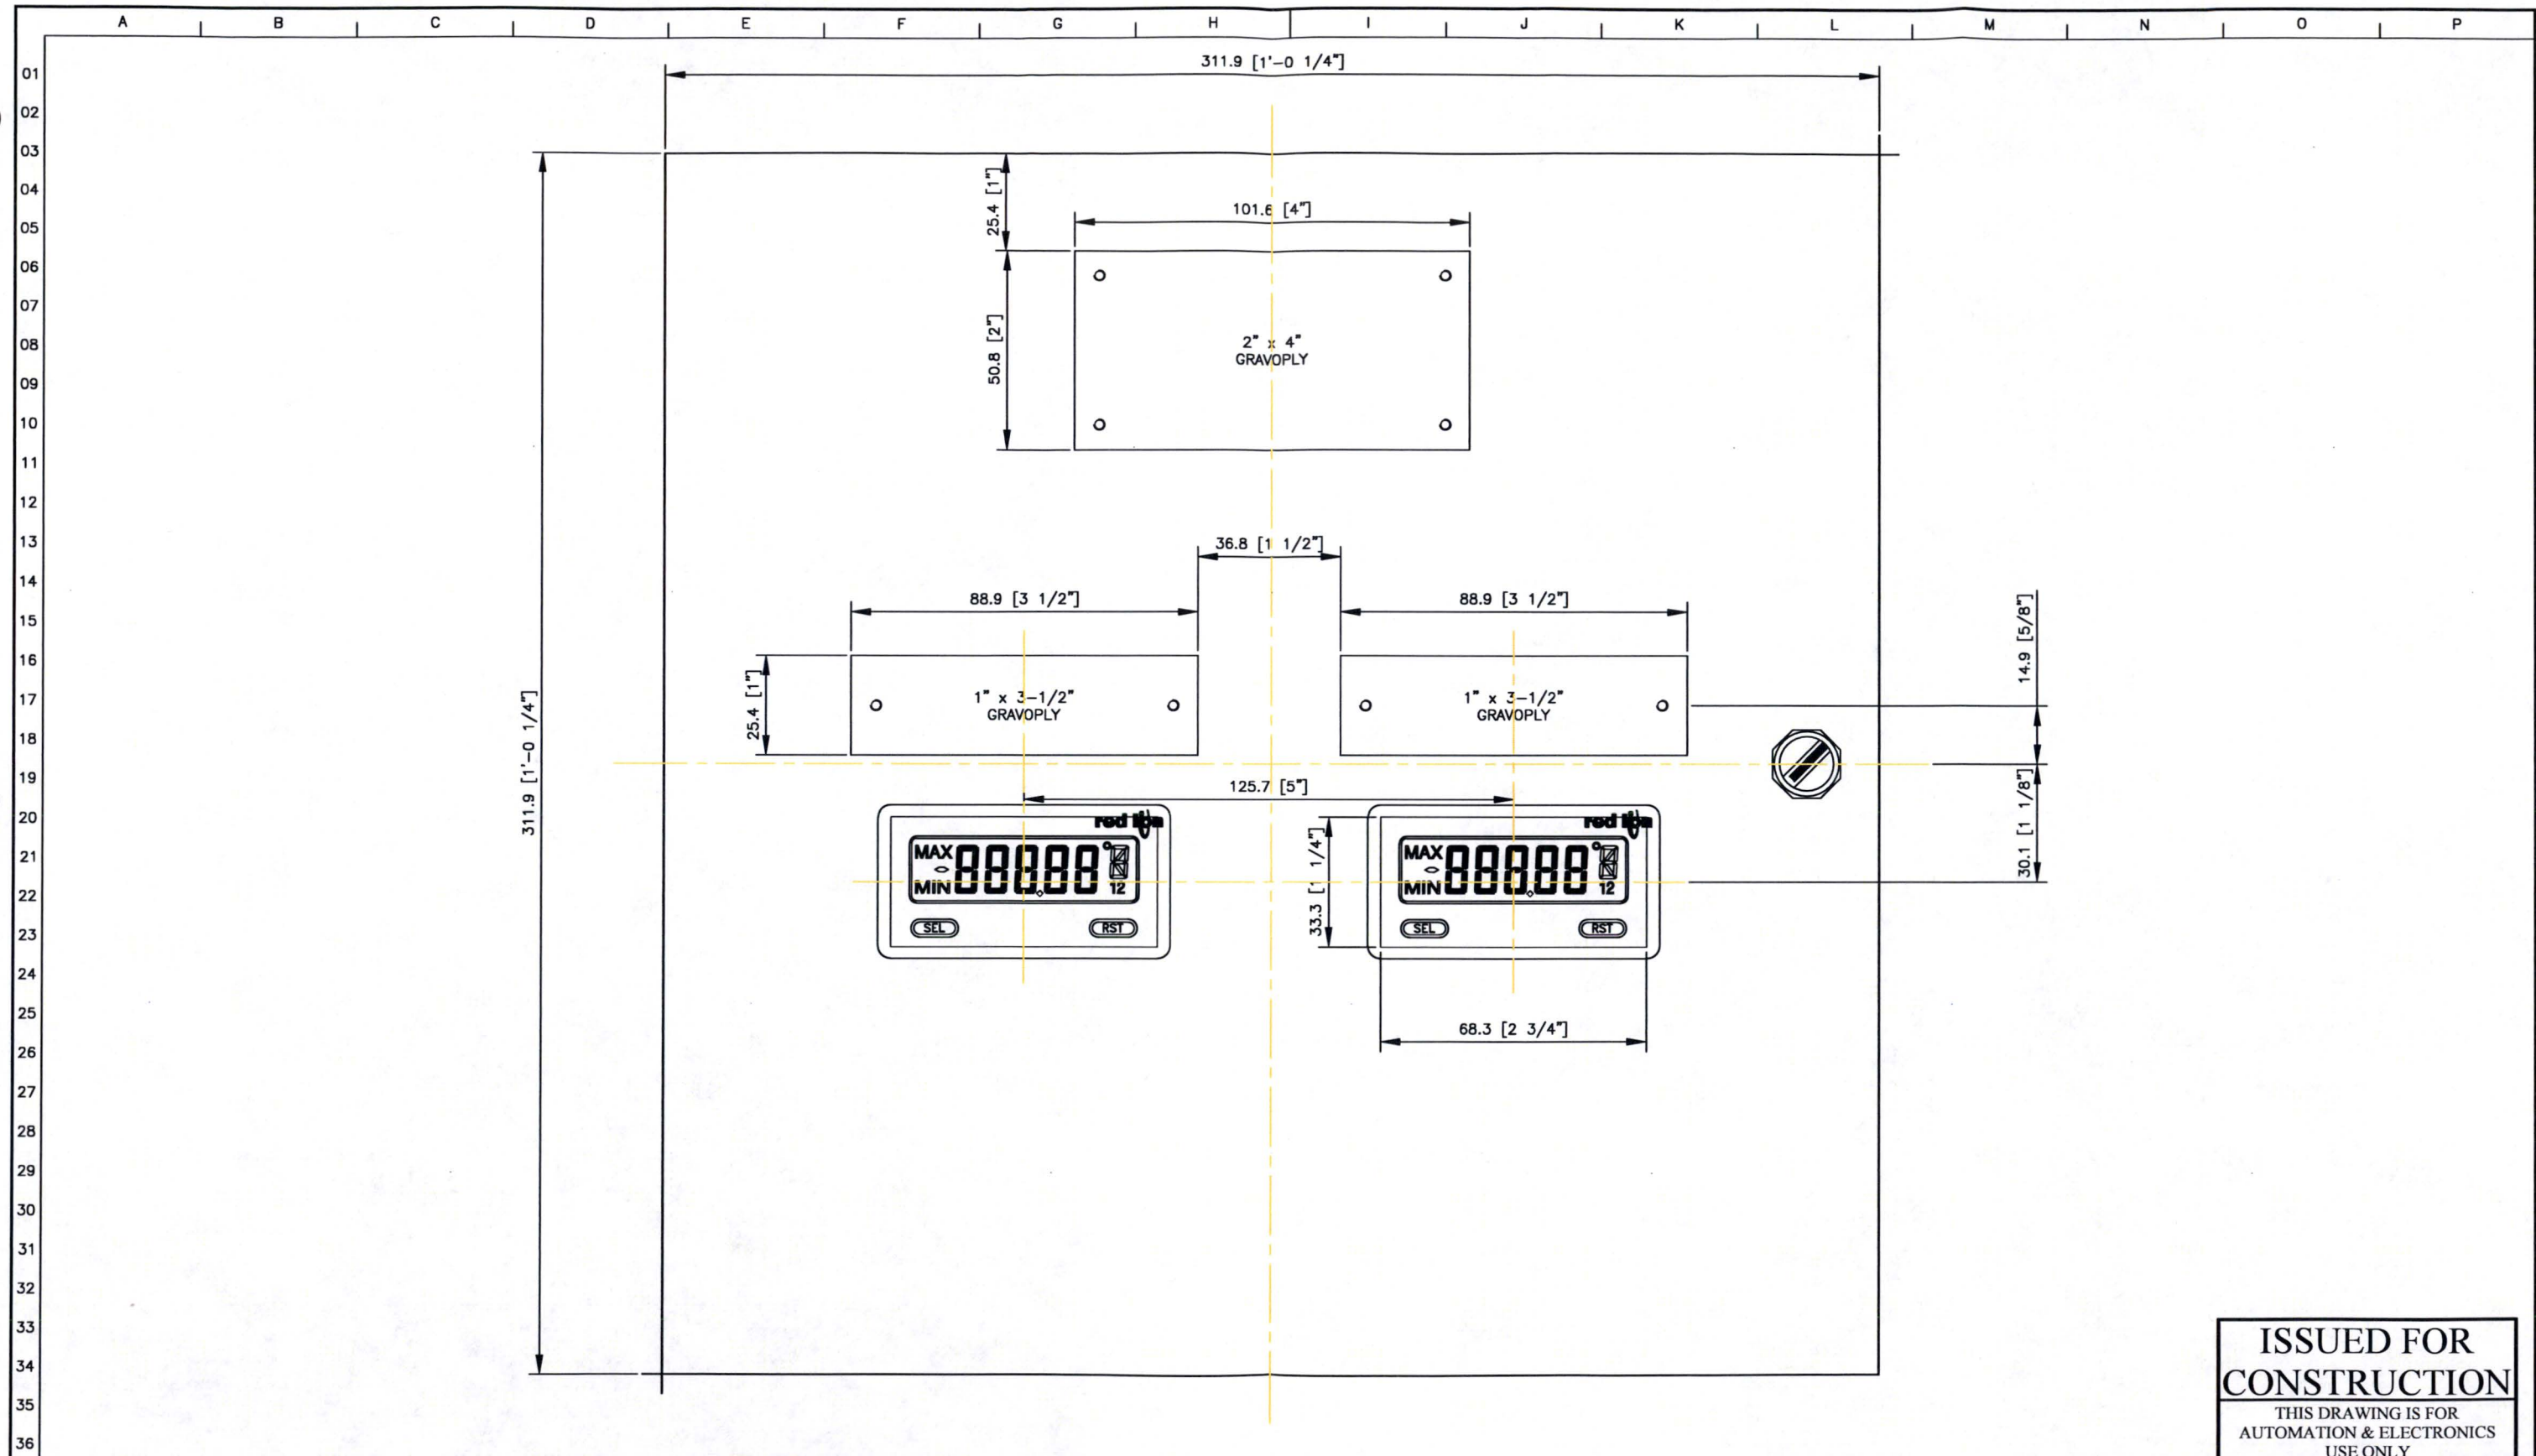 A B C D E F G H I J K L M N O P
01
02
03
04
05
06
07
08
09
10
11
12
13
14
15
16
17
18
19
20
21
22
23
24
25
26
27
28
29
30
31
32
33
34
35
36
311.9 [1'-0 1/4"]
25.4 [1"]
101.6 [4"]
50.8 [2"]
2" x 4"
GRAVOPLY
36.8 [1 1/2"]
88.9 [3 1/2"]
88.9 [3 1/2"]
14.9 [5/8"]
25.4 [1"]
1" x 3-1/2"
GRAVOPLY
1" x 3-1/2"
GRAVOPLY
311.9 [1'-0 1/4"]
125.7 [5"]
30.1 [1 1/8"]
red lion
MAX 888.88
MIN 12
SEL RST
33.3 [1 1/4"]
red lion
MAX 888.88
MIN 12
SEL RST
68.3 [2 3/4"]
ISSUED FOR
CONSTRUCTION
THIS DRAWING IS FOR
AUTOMATION & ELECTRONICS
USE ONLY